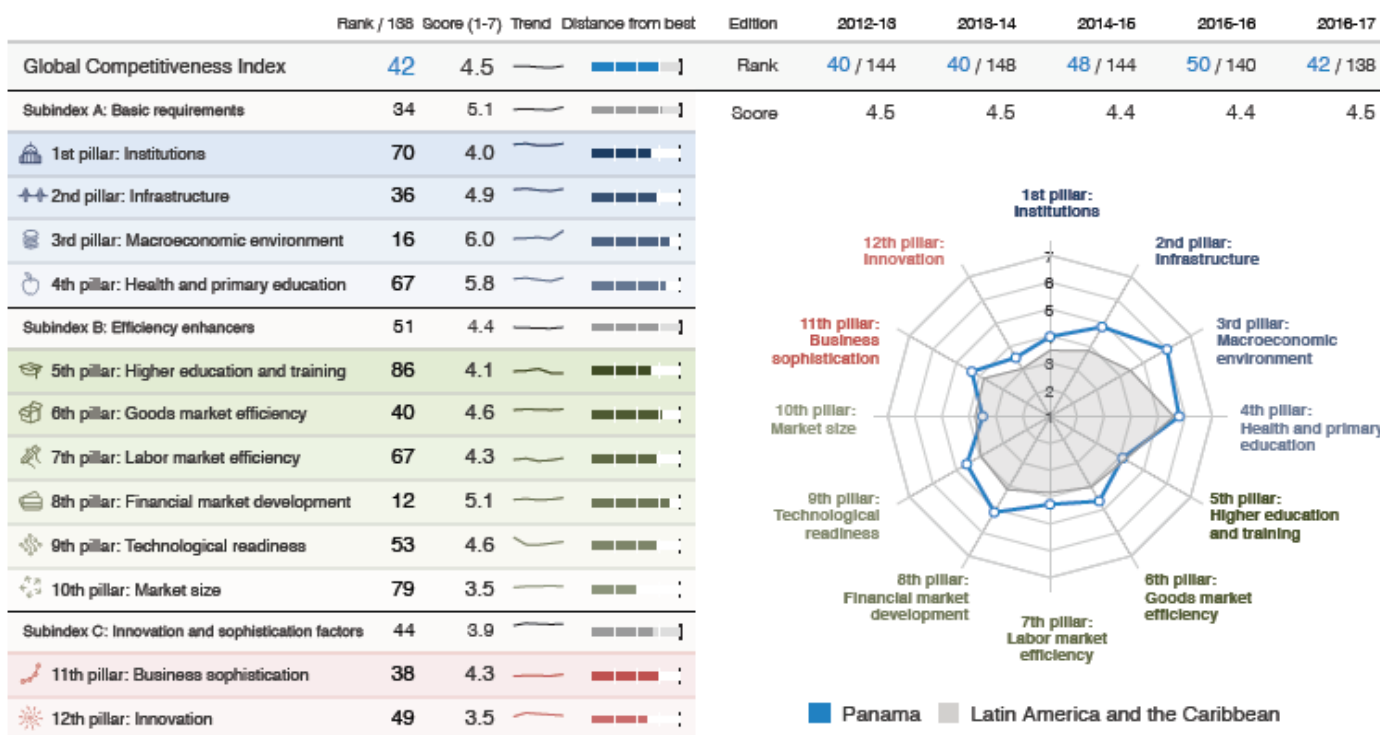 Rank / 138 Score (1-7) Trend Distance from best
Global Competitiveness Index 42 4.5
Subindex A: Basic requirements 34 5.1
1st pillar: Institutions 70 4.0
2nd pillar: Infrastructure 36 4.9
3rd pillar: Macroeconomic environment 16 6.0
4th pillar: Health and primary education 67 5.8
Subindex B: Efficiency enhancers 51 4.4
5th pillar: Higher education and training 86 4.1
6th pillar: Goods market efficiency 40 4.6
7th pillar: Labor market efficiency 67 4.3
8th pillar: Financial market development 12 5.1
9th pillar: Technological readiness 53 4.6
10th pillar: Market size 79 3.5
Subindex C: Innovation and sophistication factors 44 3.9
11th pillar: Business sophistication 38 4.3
12th pillar: Innovation 49 3.5
Edition 2012-13 2013-14 2014-15 2015-16 2016-17
Rank 40 / 144 40 / 148 48 / 144 50 / 140 42 / 138
Score 4.5 4.5 4.4 4.4 4.5
1st pillar:
Institutions
2nd pillar:
Infrastructure
3rd pillar:
Macroeconomic
environment
4th pillar:
Health and primary
education
5th pillar:
Higher education
and training
6th pillar:
Goods market
efficiency
7th pillar:
Labor market
efficiency
8th pillar:
Financial market
development
9th pillar:
Technological
readiness
10th pillar:
Market size
11th pillar:
Business
sophistication
12th pillar:
Innovation
7
6
5
3
2
1
Panama
Latin America and the Caribbean